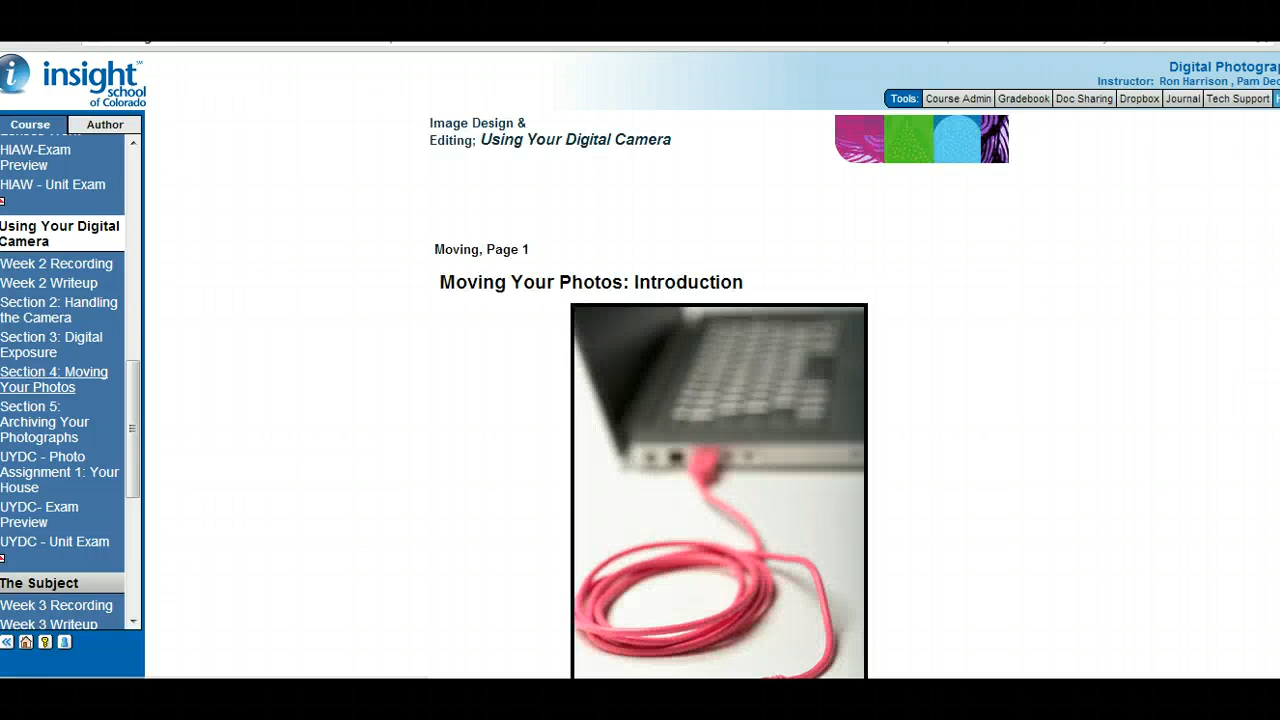 insight
school
of Colorado
Digital Photograp
Instructor: Ron Harrison , Pam Dec
Tools:
Course Admin
Gradebook
Doc Sharing
Dropbox
Journal
Tech Support
Course
Author
HIAW-Exam
Preview
HIAW - Unit Exam
Using Your Digital
Camera
Week 2 Recording
Week 2 Writeup
Section 2: Handling
the Camera
Section 3: Digital
Exposure
Section 4: Moving
Your Photos
Section 5:
Archiving Your
Photographs
UYDC - Photo
Assignment 1: Your
House
UYDC- Exam
Preview
UYDC - Unit Exam
The Subject
Week 3 Recording
Week 3 Writeup
Image Design &
Editing; Using Your Digital Camera
Moving, Page 1
Moving Your Photos: Introduction